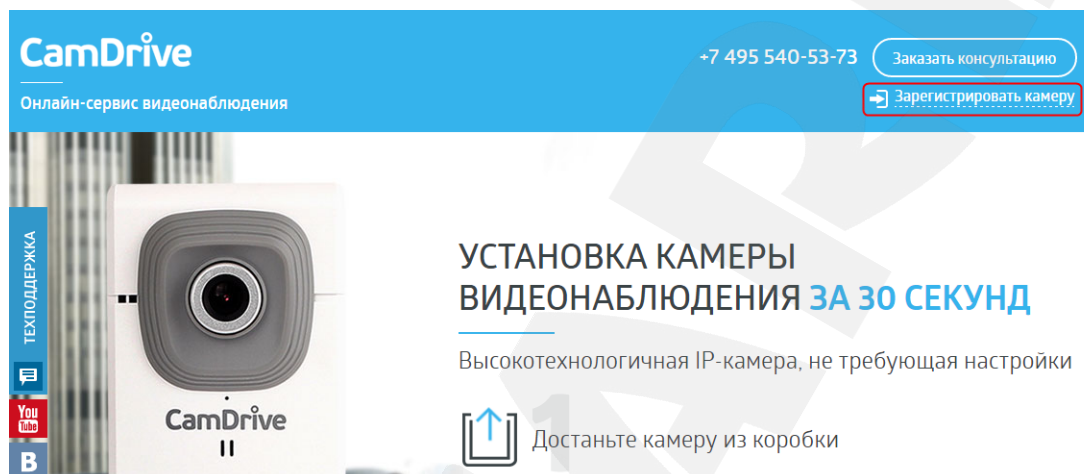 CamDrive
+7 495 540-53-73
Заказать консультацию
Онлайн-сервис видеонаблюдения
Зарегистрировать камеру
ТЕХПОДДЕРЖКА
УСТАНОВКА КАМЕРЫ
ВИДЕОНАБЛЮДЕНИЯ ЗА 30 СЕКУНД
Высокотехнологичная IP-камера, не требующая настройки
You
Tube
CamDrive
1
Достаньте камеру из коробки
B